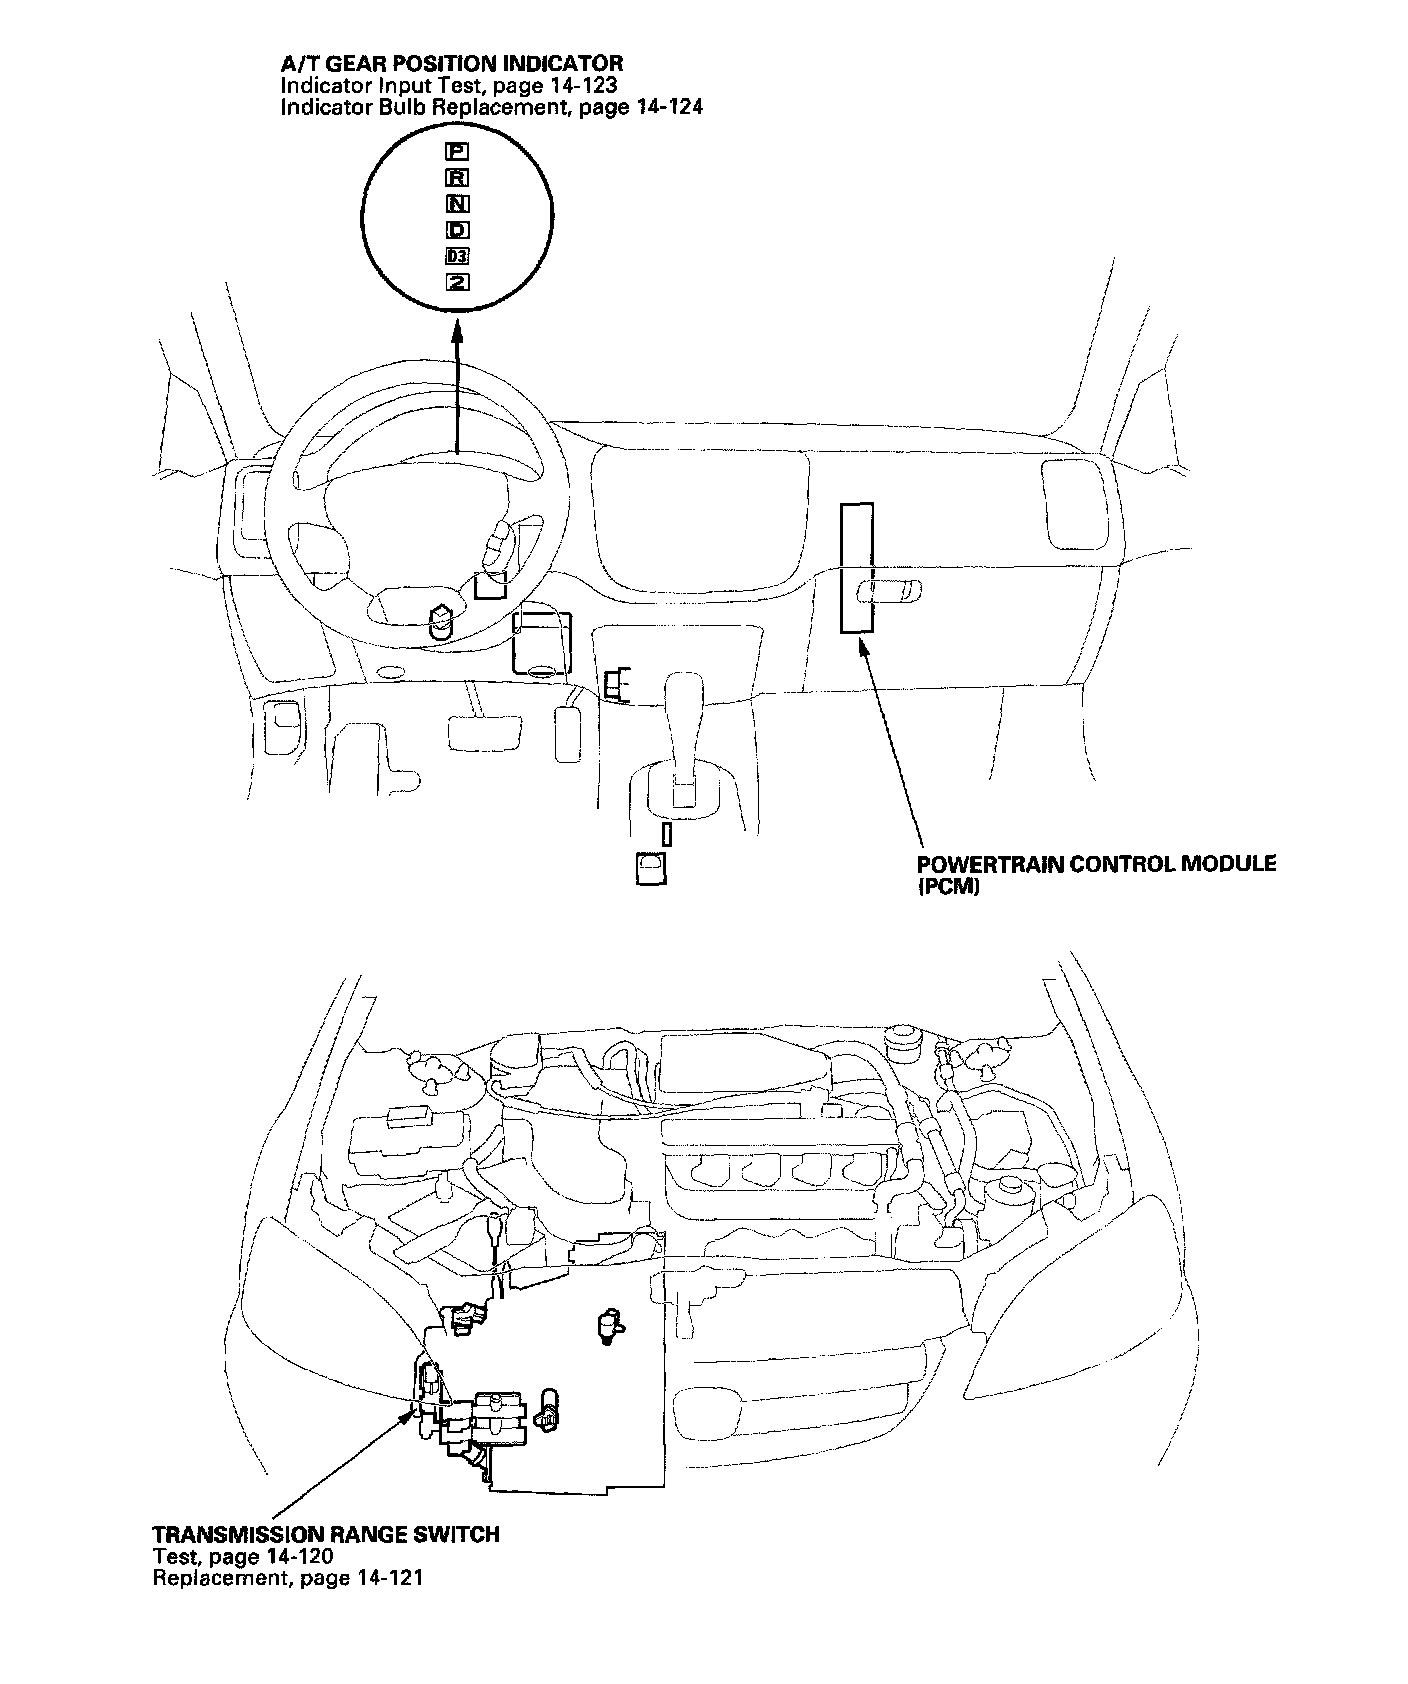 A/T GEAR POSITION INDICATOR
Indicator Input Test, page 14-123
Indicator Bulb Replacement, page 14-124
P
R
N
D
D3
2
POWERTRAIN CONTROL MODULE
(PCM)
TRANSMISSION RANGE SWITCH
Test, page 14-120
Replacement, page 14-121